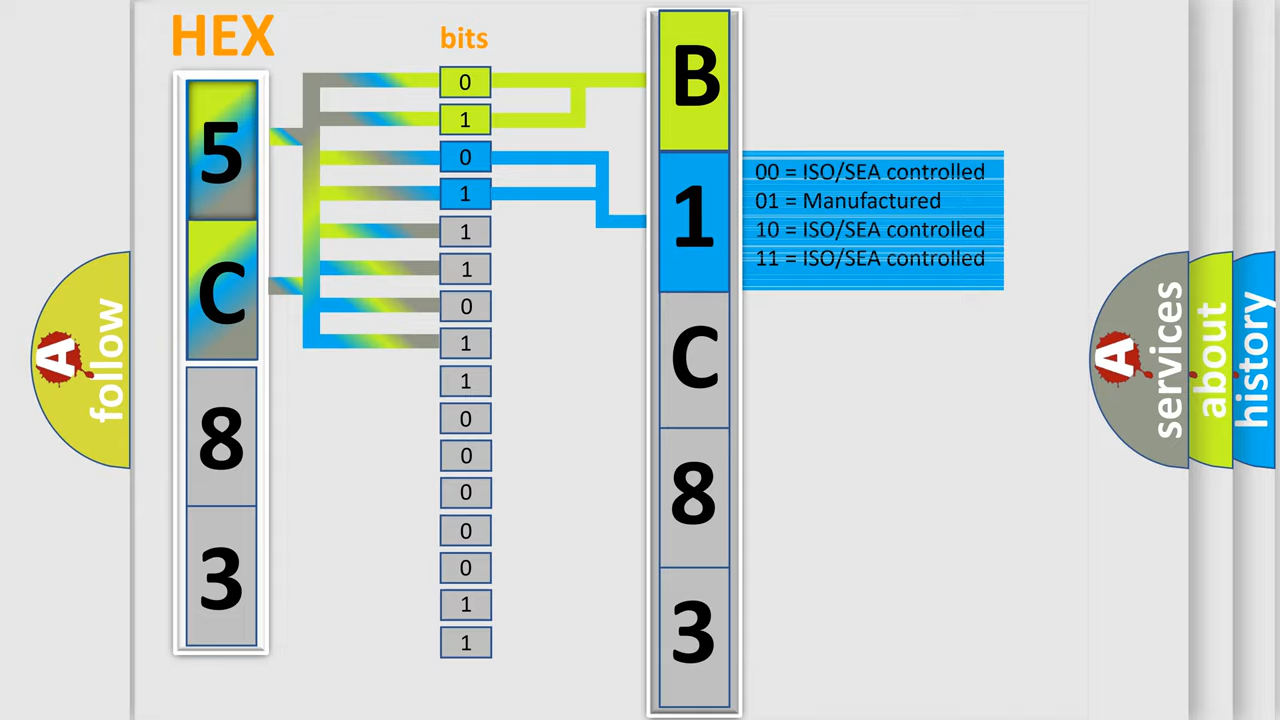 HEX
bits
5
C
8
3
0
1
0
1
1
1
0
1
1
0
0
0
0
0
1
1
B
1
C
8
3
00 = ISO/SEA controlled
01 = Manufactured
10 = ISO/SEA controlled
11 = ISO/SEA controlled
A
follow
A
services
about
history